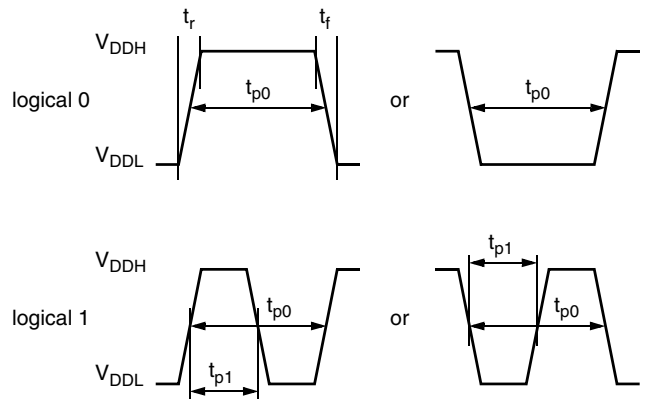 t_r t_f
V_DDH
t_p0 t_p0
logical 0 or
V_DDL
t_p1
V_DDH
t_p0 t_p0
logical 1 or
V_DDL
t_p1